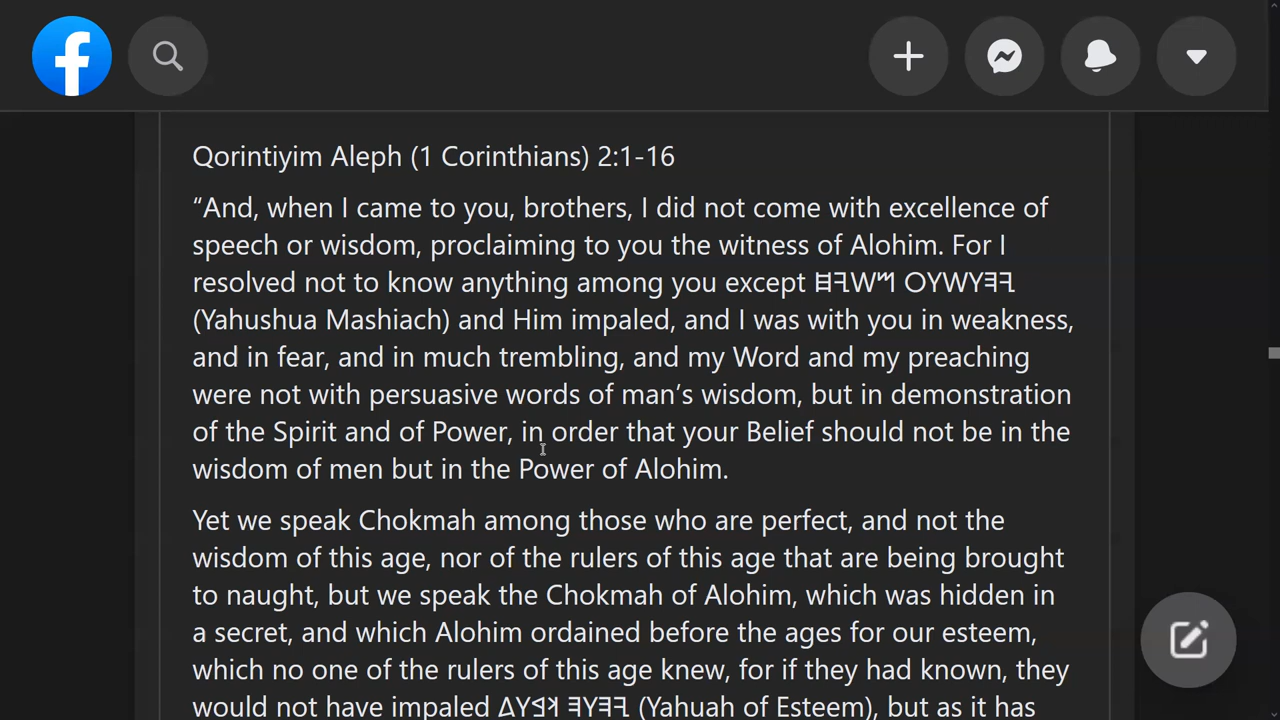 Qorintiyim Aleph (1 Corinthians) 2:1-16
“And, when I came to you, brothers, I did not come with excellence of
speech or wisdom, proclaiming to you the witness of Alohim. For I
resolved not to know anything among you except 𐤉𐤄𐤅𐤔𐤅𐤏 𐤌𐤔𐤉𐤇
(Yahushua Mashiach) and Him impaled, and I was with you in weakness,
and in fear, and in much trembling, and my Word and my preaching
were not with persuasive words of man’s wisdom, but in demonstration
of the Spirit and of Power, in order that your Belief should not be in the
wisdom of men but in the Power of Alohim.
Yet we speak Chokmah among those who are perfect, and not the
wisdom of this age, nor of the rulers of this age that are being brought
to naught, but we speak the Chokmah of Alohim, which was hidden in
a secret, and which Alohim ordained before the ages for our esteem,
which no one of the rulers of this age knew, for if they had known, they
would not have impaled 𐤉𐤄𐤅𐤄 𐤊𐤁𐤅𐤃 (Yahuah of Esteem), but as it has